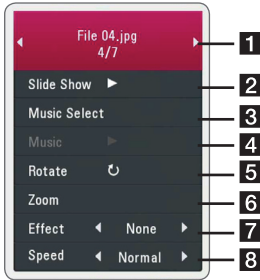 File 04.jpg
4/7
1
Slide Show
2
Music Select
3
Music
4
Rotate
5
Zoom
6
Effect None
7
Speed Normal
8